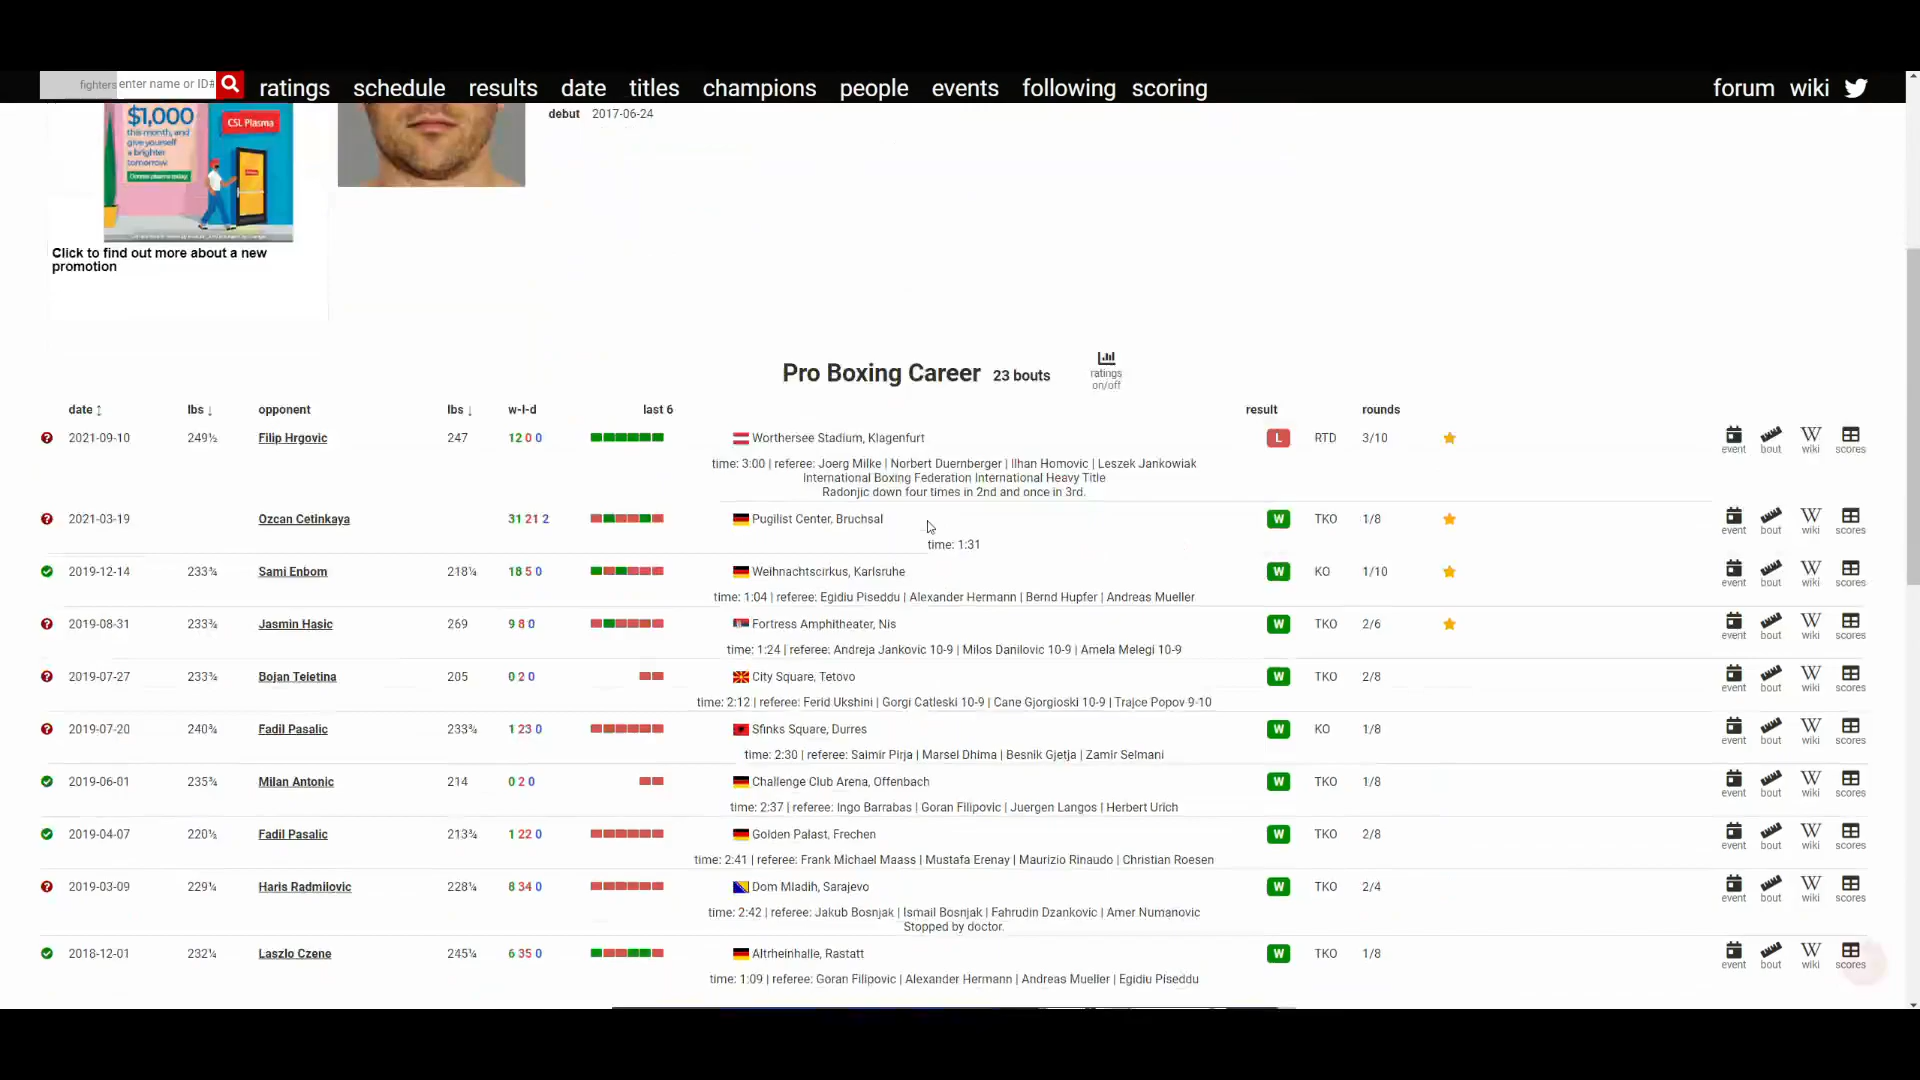 fighters enter name or ID# ratings schedule results date titles champions people events following scoring forum wiki
$1,000
this month, and
give yourself
a brighter
tomorrow.
Donate plasma today
CSL Plasma
debut 2017-06-24
Click to find out more about a new
promotion
Pro Boxing Career 23 bouts
ratings
on/off
date lbs opponent lbs w-l-d last 6 result rounds
2021-09-10 249½ Filip Hrgovic 247 12 0 0 Worthersee Stadium, Klagenfurt L RTD 3/10 event bout wiki scores
time: 3:00 | referee: Joerg Milke | Norbert Duernberger | Ilhan Homovic | Leszek Jankowiak
International Boxing Federation International Heavy Title
Radonjic down four times in 2nd and once in 3rd.
2021-03-19 Ozcan Cetinkaya 31 21 2 Pugilist Center, Bruchsal W TKO 1/8 event bout wiki scores
time: 1:31
2019-12-14 233¾ Sami Enbom 218¼ 18 5 0 Weihnachtscirkus, Karlsruhe W KO 1/10 event bout wiki scores
time: 1:04 | referee: Egidiu Piseddu | Alexander Hermann | Bernd Hupfer | Andreas Mueller
2019-08-31 233¾ Jasmin Hasic 269 9 8 0 Fortress Amphitheater, Nis W TKO 2/6 event bout wiki scores
time: 1:24 | referee: Andreja Jankovic 10-9 | Milos Danilovic 10-9 | Amela Melegi 10-9
2019-07-27 233¾ Bojan Teletina 205 0 2 0 City Square, Tetovo W TKO 2/8 event bout wiki scores
time: 2:12 | referee: Ferid Ukshini | Gorgi Catleski 10-9 | Cane Gjorgioski 10-9 | Trajce Popov 9-10
2019-07-20 240¾ Fadil Pasalic 233¾ 1 23 0 Sfinks Square, Durres W KO 1/8 event bout wiki scores
time: 2:30 | referee: Saimir Pirja | Marsel Dhima | Besnik Gjetja | Zamir Selmani
2019-06-01 235¾ Milan Antonic 214 0 2 0 Challenge Club Arena, Offenbach W TKO 1/8 event bout wiki scores
time: 2:37 | referee: Ingo Barrabas | Goran Filipovic | Juergen Langos | Herbert Urich
2019-04-07 220½ Fadil Pasalic 213¾ 1 22 0 Golden Palast, Frechen W TKO 2/8 event bout wiki scores
time: 2:41 | referee: Frank Michael Maass | Mustafa Erenay | Maurizio Rinaudo | Christian Roesen
2019-03-09 229¼ Haris Radmilovic 228¼ 8 34 0 Dom Mladih, Sarajevo W TKO 2/4 event bout wiki scores
time: 2:42 | referee: Jakub Bosnjak | Ismail Bosnjak | Fahrudin Dzankovic | Amer Numanovic
Stopped by doctor.
2018-12-01 232¼ Laszlo Czene 245¼ 6 35 0 Altrheinhalle, Rastatt W TKO 1/8 event bout wiki scores
time: 1:09 | referee: Goran Filipovic | Alexander Hermann | Andreas Mueller | Egidiu Piseddu